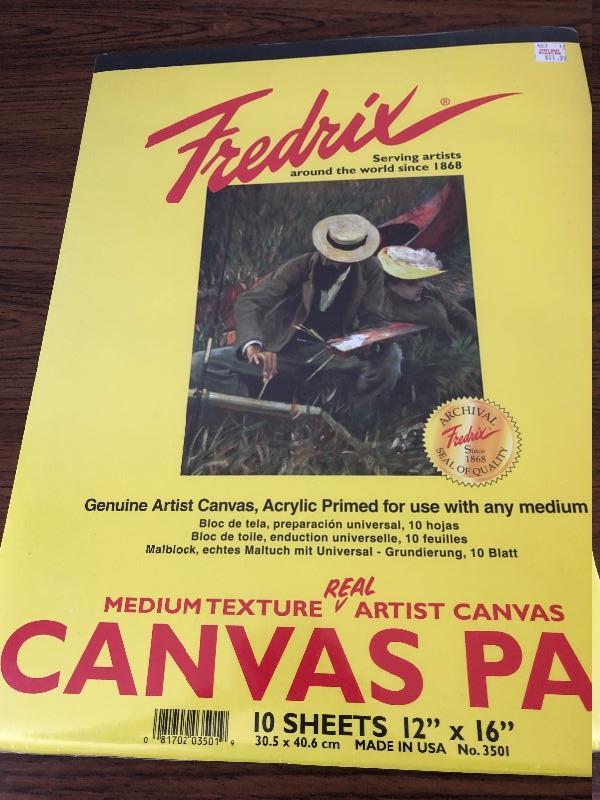 $11.99
Fredrix®
Serving artists
around the world since 1868
ARCHIVAL
Fredrix
Since
1868
SEAL OF QUALITY
Genuine Artist Canvas, Acrylic Primed for use with any medium
Bloc de tela, preparación universal, 10 hojas
Bloc de toile, enduction universelle, 10 feuilles
Malblock, echtes Maltuch mit Universal - Grundierung, 10 Blatt
REAL
MEDIUM TEXTURE V ARTIST CANVAS
CANVAS PA
10 SHEETS 12” x 16”
30.5 x 40.6 cm MADE IN USA No. 3501
0 81702 03501 9